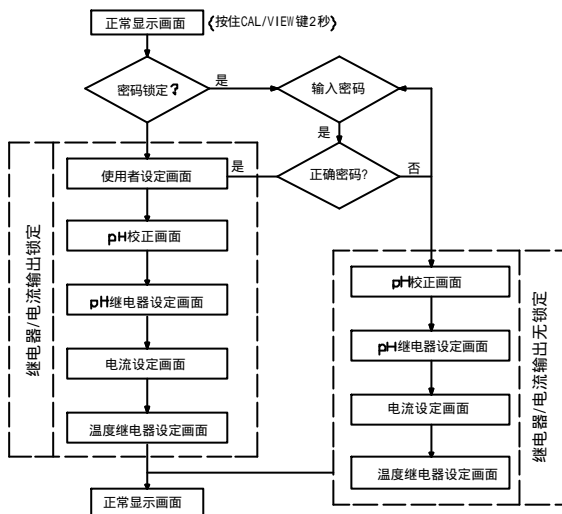 正常显示画面
(按住CAL/VIEW键2秒)
密码锁定?
是
输入密码
是
正确密码?
是
否
继电器/电流输出锁定
使用者设定画面
pH校正画面
pH继电器设定画面
电流设定画面
温度继电器设定画面
正常显示画面
pH校正画面
pH继电器设定画面
电流设定画面
温度继电器设定画面
继电器/电流输出无锁定